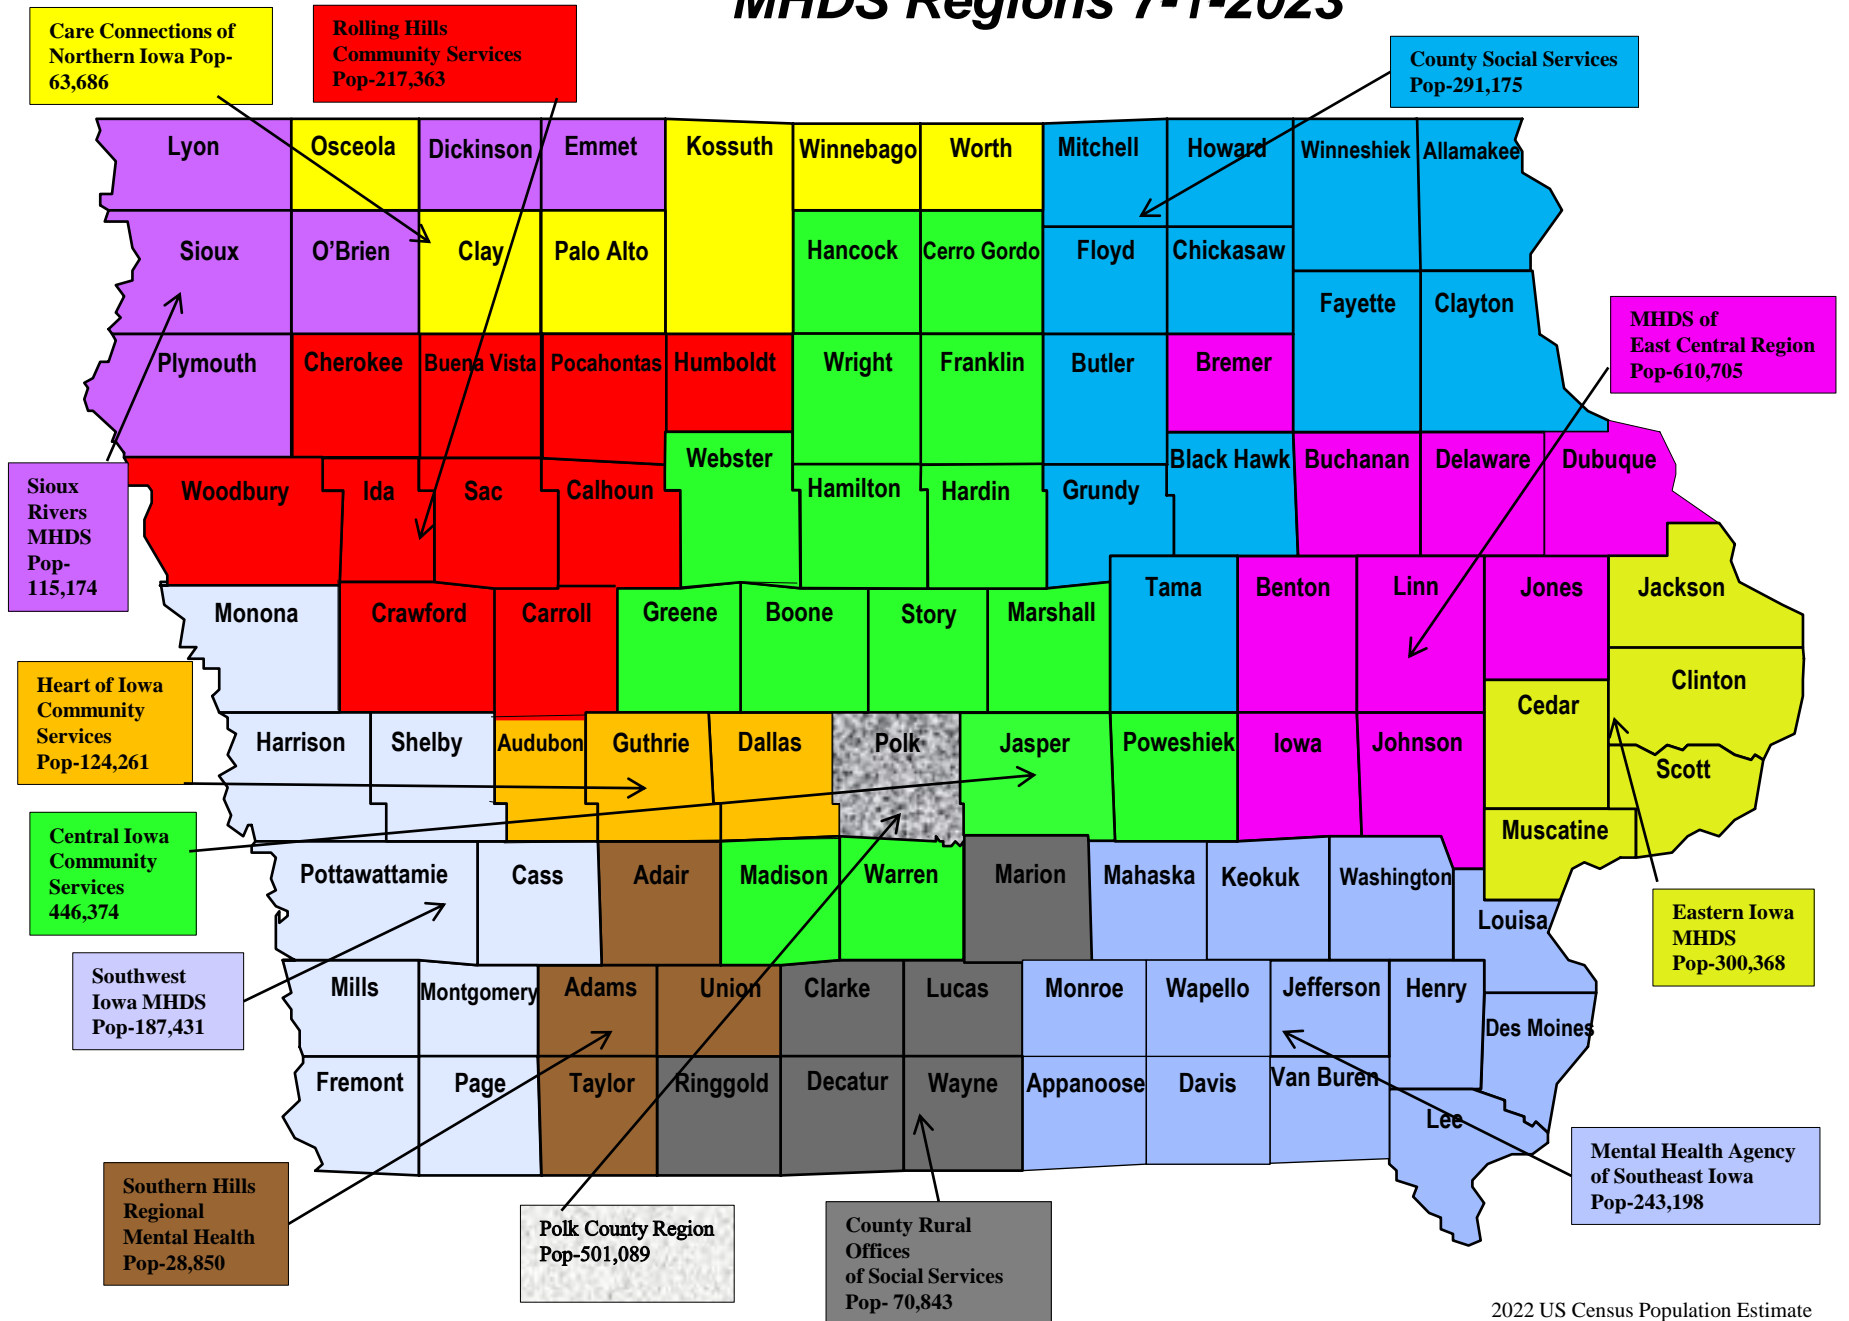 MHDS Regions 7-1-2023
Care Connections of
Northern Iowa Pop-
63,686
Rolling Hills
Community Services
Pop-217,363
County Social Services
Pop-291,175
Lyon
Osceola
Dickinson
Emmet
Kossuth
Winnebago
Worth
Mitchell
Howard
Winneshiek
Allamakee
Sioux
O'Brien
Clay
Palo Alto
Hancock
Cerro Gordo
Floyd
Chickasaw
Fayette
Clayton
MHDS of
East Central Region
Pop-610,705
Plymouth
Cherokee
Buena Vista
Pocahontas
Humboldt
Wright
Franklin
Butler
Bremer
Webster
Black Hawk
Buchanan
Delaware
Dubuque
Sioux
Rivers
MHDS
Pop-
115,174
Woodbury
Ida
Sac
Calhoun
Hamilton
Hardin
Grundy
Monona
Crawford
Carroll
Greene
Boone
Story
Marshall
Tama
Benton
Linn
Jones
Jackson
Heart of Iowa
Community
Services
Pop-124,261
Cedar
Clinton
Harrison
Shelby
Audubon
Guthrie
Dallas
Polk
Jasper
Poweshiek
Iowa
Johnson
Scott
Central Iowa
Community
Services
446,374
Muscatine
Pottawattamie
Cass
Adair
Madison
Warren
Marion
Mahaska
Keokuk
Washington
Louisa
Eastern Iowa
MHDS
Pop-300,368
Southwest
Iowa MHDS
Pop-187,431
Mills
Montgomery
Adams
Union
Clarke
Lucas
Monroe
Wapello
Jefferson
Henry
Des Moines
Fremont
Page
Taylor
Ringgold
Decatur
Wayne
Appanoose
Davis
Van Buren
Lee
Mental Health Agency
of Southeast Iowa
Pop-243,198
Southern Hills
Regional
Mental Health
Pop-28,850
Polk County Region
Pop-501,089
County Rural
Offices
of Social Services
Pop- 70,843
2022 US Census Population Estimate